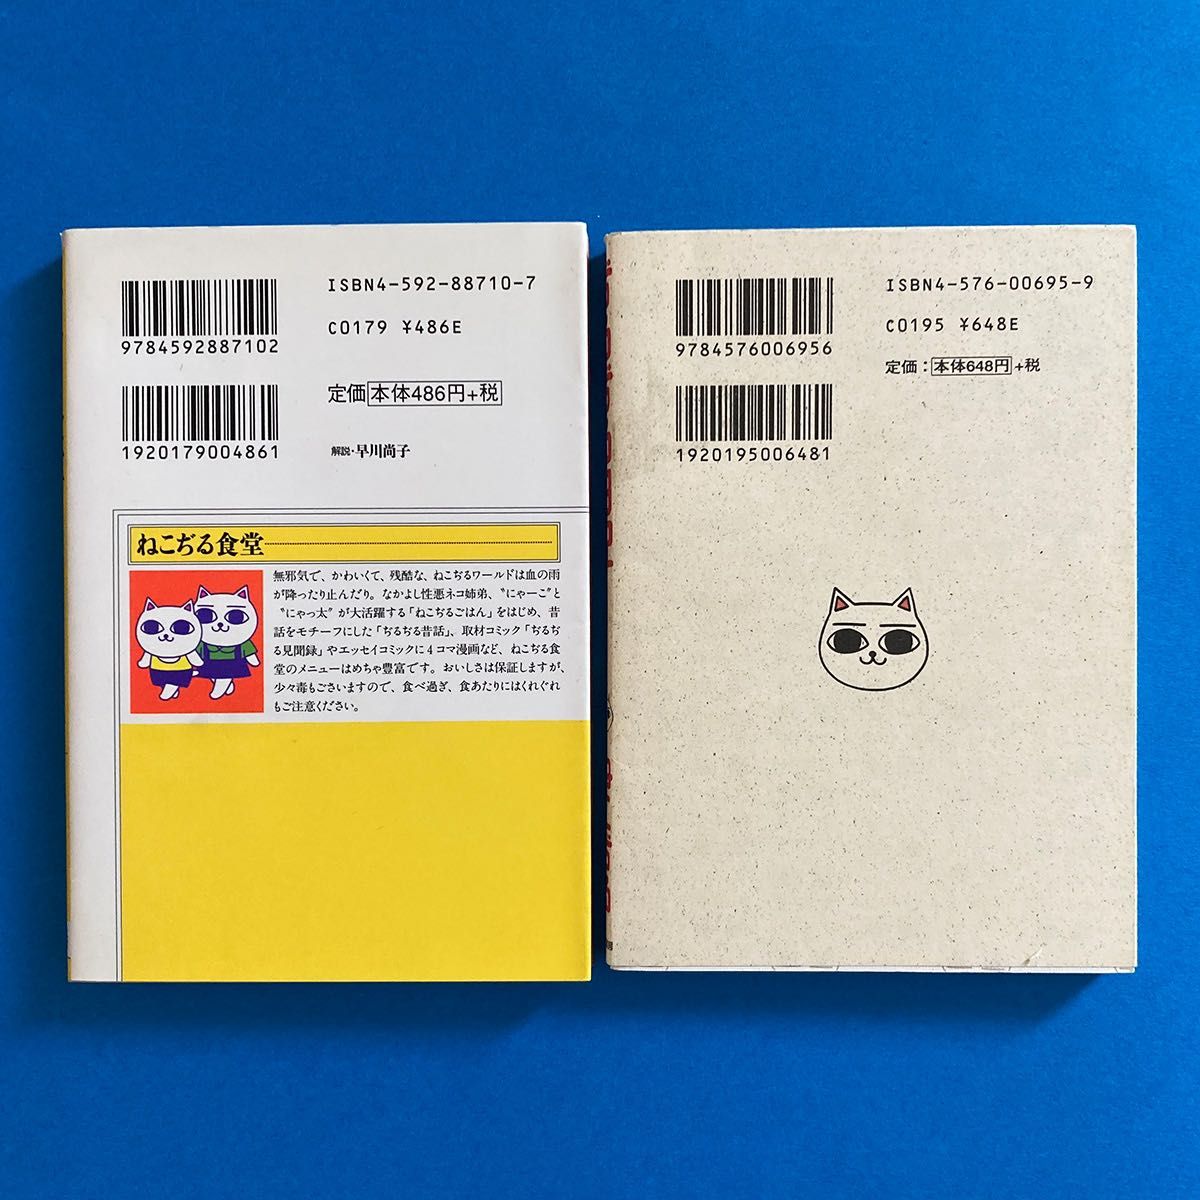 ISBN4-592-88710-7
9784592887102
C0179 ¥486E
定価 本体486円+税
1920179004861
解説・早川尚子
ねこぢる食堂
無邪気で、かわいくて、残酷な、ねこぢるワールドは血の雨
が降ったり止んだり。なかよし性悪ネコ姉弟、〝にゃーこ〟と
〝にゃっ太〟が大活躍する「ねこぢるごはん」をはじめ、昔
話をモチーフにした「ぢるぢる昔話」、取材コミック「ぢるぢ
る見聞録」やエッセイコミックに4コマ漫画など、ねこぢる食
堂のメニューはめちゃ豊富です。おいしさは保証しますが、
少々毒もございますので、食べ過ぎ、食あたりにはくれぐれ
もご注意ください。
ISBN4-576-00695-9
9784576006956
C0195 ¥648E
定価：本体648円+税
1920195006481